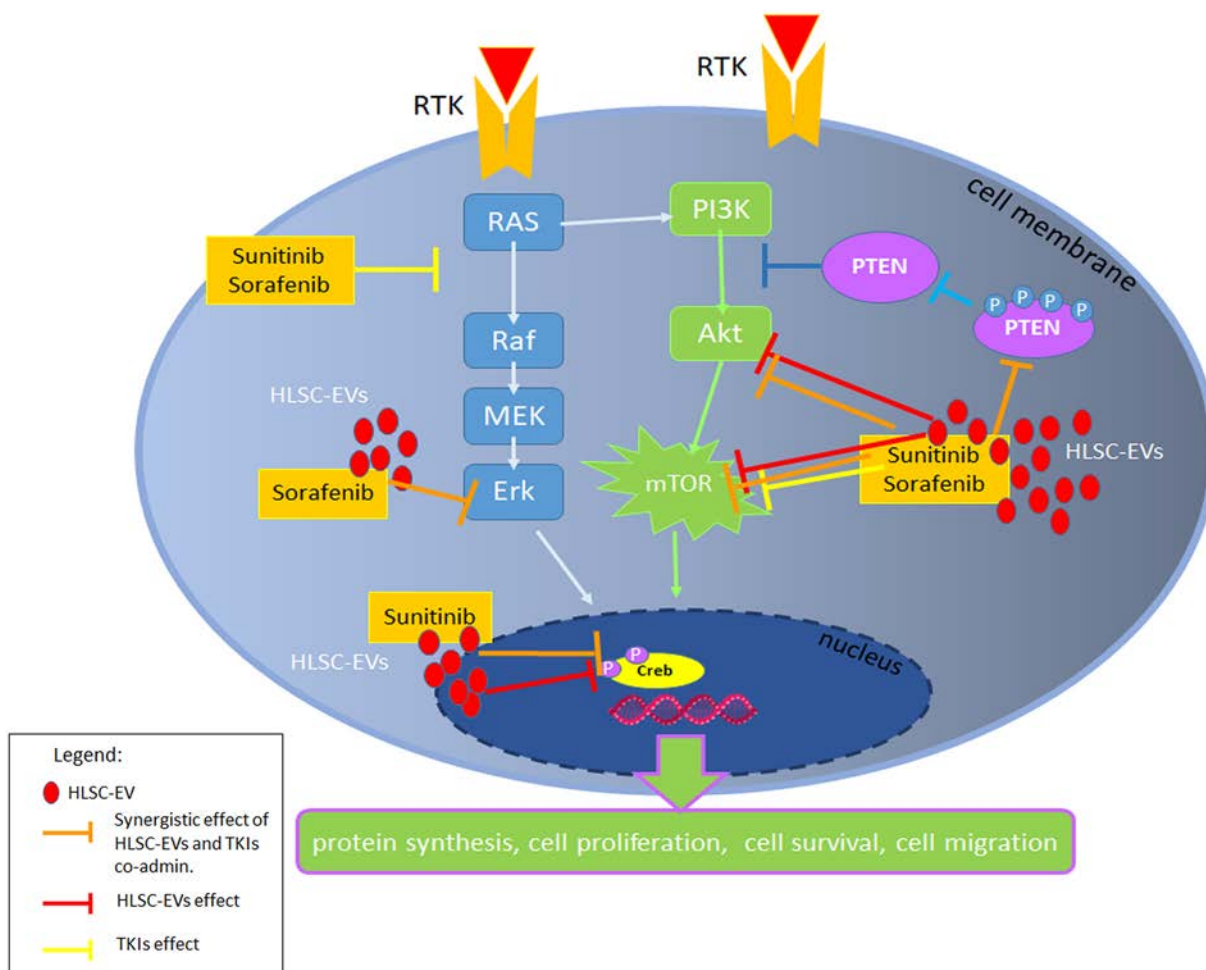 RTK
RTK
cell membrane
RAS
PI3K
Sunitinib
Sorafenib
PTEN
P P P P
PTEN
Raf
Akt
HLSC-EVs
MEK
HLSC-EVs
Sunitinib
Sorafenib
Sorafenib
Erk
mTOR
Sunitinib
HLSC-EVs
nucleus
P
P
Creb
Legend:
HLSC-EV
Synergistic effect of
HLSC-EVs and TKIs
co-admin.
HLSC-EVs effect
TKIs effect
protein synthesis, cell proliferation, cell survival, cell migration